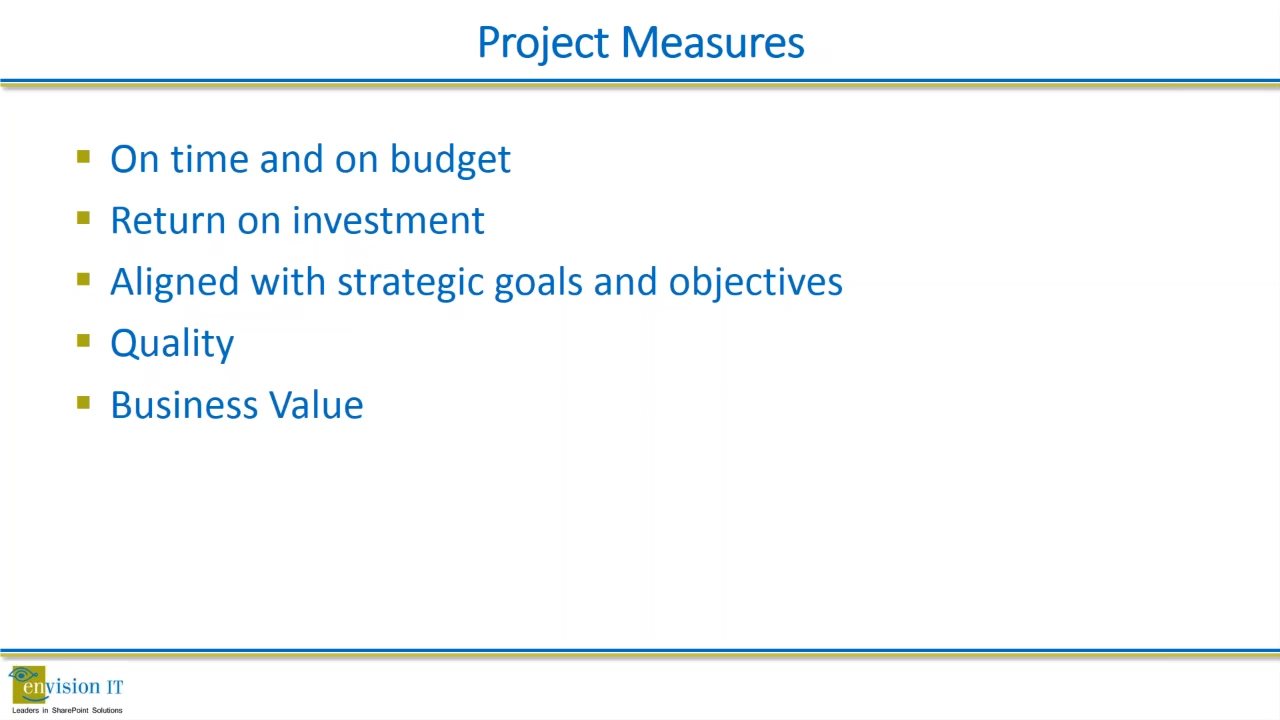 Project Measures
On time and on budget
Return on investment
Aligned with strategic goals and objectives
Quality
Business Value
envision IT
Leaders in SharePoint Solutions